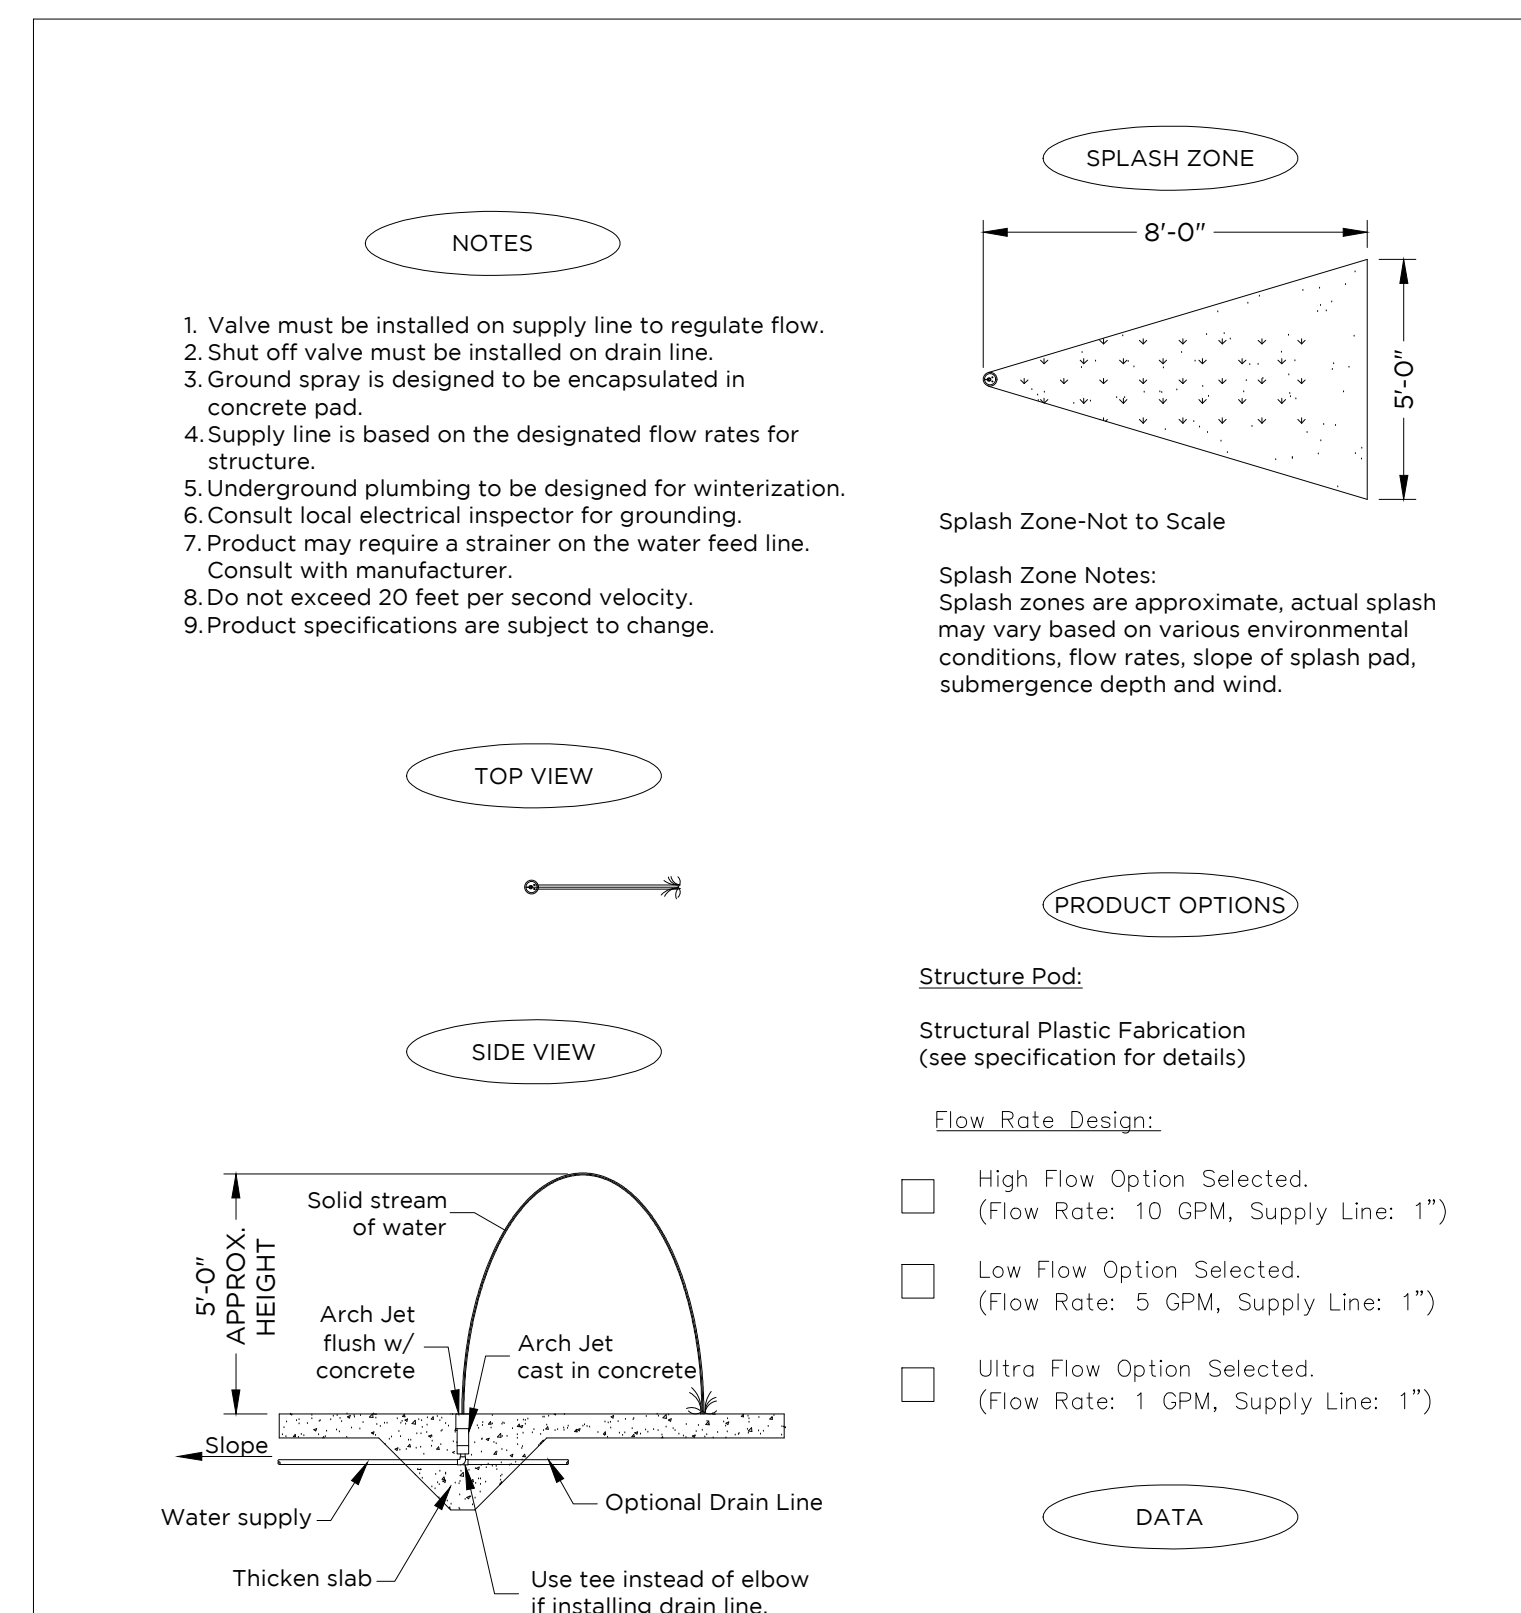 NOTES
1. Valve must be installed on supply line to regulate flow.
2. Shut off valve must be installed on drain line.
3. Ground spray is designed to be encapsulated in
concrete pad.
4. Supply line is based on the designated flow rates for
structure.
5. Underground plumbing to be designed for winterization.
6. Consult local electrical inspector for grounding.
7. Product may require a strainer on the water feed line.
Consult with manufacturer.
8. Do not exceed 20 feet per second velocity.
9. Product specifications are subject to change.
SPLASH ZONE
8'-0"
5'-0"
Splash Zone-Not to Scale
Splash Zone Notes:
Splash zones are approximate, actual splash
may vary based on various environmental
conditions, flow rates, slope of splash pad,
submergence depth and wind.
TOP VIEW
SIDE VIEW
5'-0"
APPROX.
HEIGHT
Solid stream
of water
Arch Jet
flush w/
concrete
Arch Jet
cast in concrete
Slope
Water supply
Optional Drain Line
Thicken slab
Use tee instead of elbow
if installing drain line.
PRODUCT OPTIONS
Structure Pod:
Structural Plastic Fabrication
(see specification for details)
Flow Rate Design:
High Flow Option Selected.
(Flow Rate: 10 GPM, Supply Line: 1”)
Low Flow Option Selected.
(Flow Rate: 5 GPM, Supply Line: 1”)
Ultra Flow Option Selected.
(Flow Rate: 1 GPM, Supply Line: 1”)
DATA